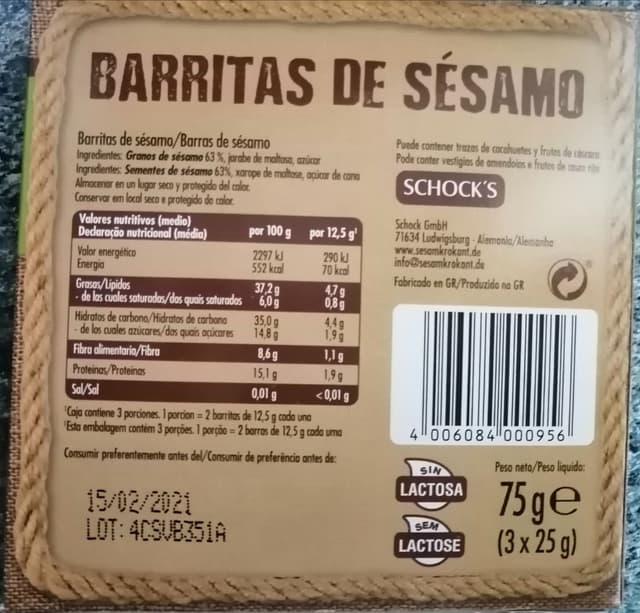 BARRITAS DE SÉSAMO
Barritas de sésamo/Barras de sésamo
Ingredientes: Granos de sésamo 63 %, jarabe de maltosa, azúcar
Ingredientes: Sementes de sésamo 63%, xarope de maltose, açúcar de cana
Almacenar en un lugar seco y protegido del calor.
Conservar em local seco e protegido do calor.
Puede contener trazas de cacahuetes y frutos de cáscara
Pode conter vestígios de amendoins e frutos de casca rija
SCHOCK'S
Schock GmbH
71634 Ludwigsburg - Alemania/Alemanha
www.sesamkrokant.de
info@sesamkrokant.de
Fabricado en GR/Produzido na GR
Valores nutritivos (medio)
Declaração nutricional (média) por 100 g por 12,5 g¹
Valor energético 2297 kJ 290 kJ
Energia 552 kcal 70 kcal
Grasas/Lípidos 37,2 g 4,7 g
- de las cuales saturadas/das quais saturados 6,0 g 0,8 g
Hidratos de carbono/Hidratos de carbono 35,0 g 4,4 g
- de los cuales azúcares/dos quais açúcares 14,8 g 1,9 g
Fibra alimentaria/Fibra 8,6 g 1,1 g
Proteínas/Proteínas 15,1 g 1,9 g
Sal/Sal 0,01 g <0,01 g
¹Caja contiene 3 porciones. 1 porcion = 2 barritas de 12,5 g cada una
¹Esta embalagem contém 3 porções. 1 porção = 2 barras de 12,5 g cada uma
4 006084 000956
Consumir preferentemente antes del/Consumir de preferência antes de:
15/02/2021
LOT: 4CSVB351A
SIN
LACTOSA
SEM
LACTOSE
Peso neto/Peso líquido:
75 g e
(3 x 25 g)